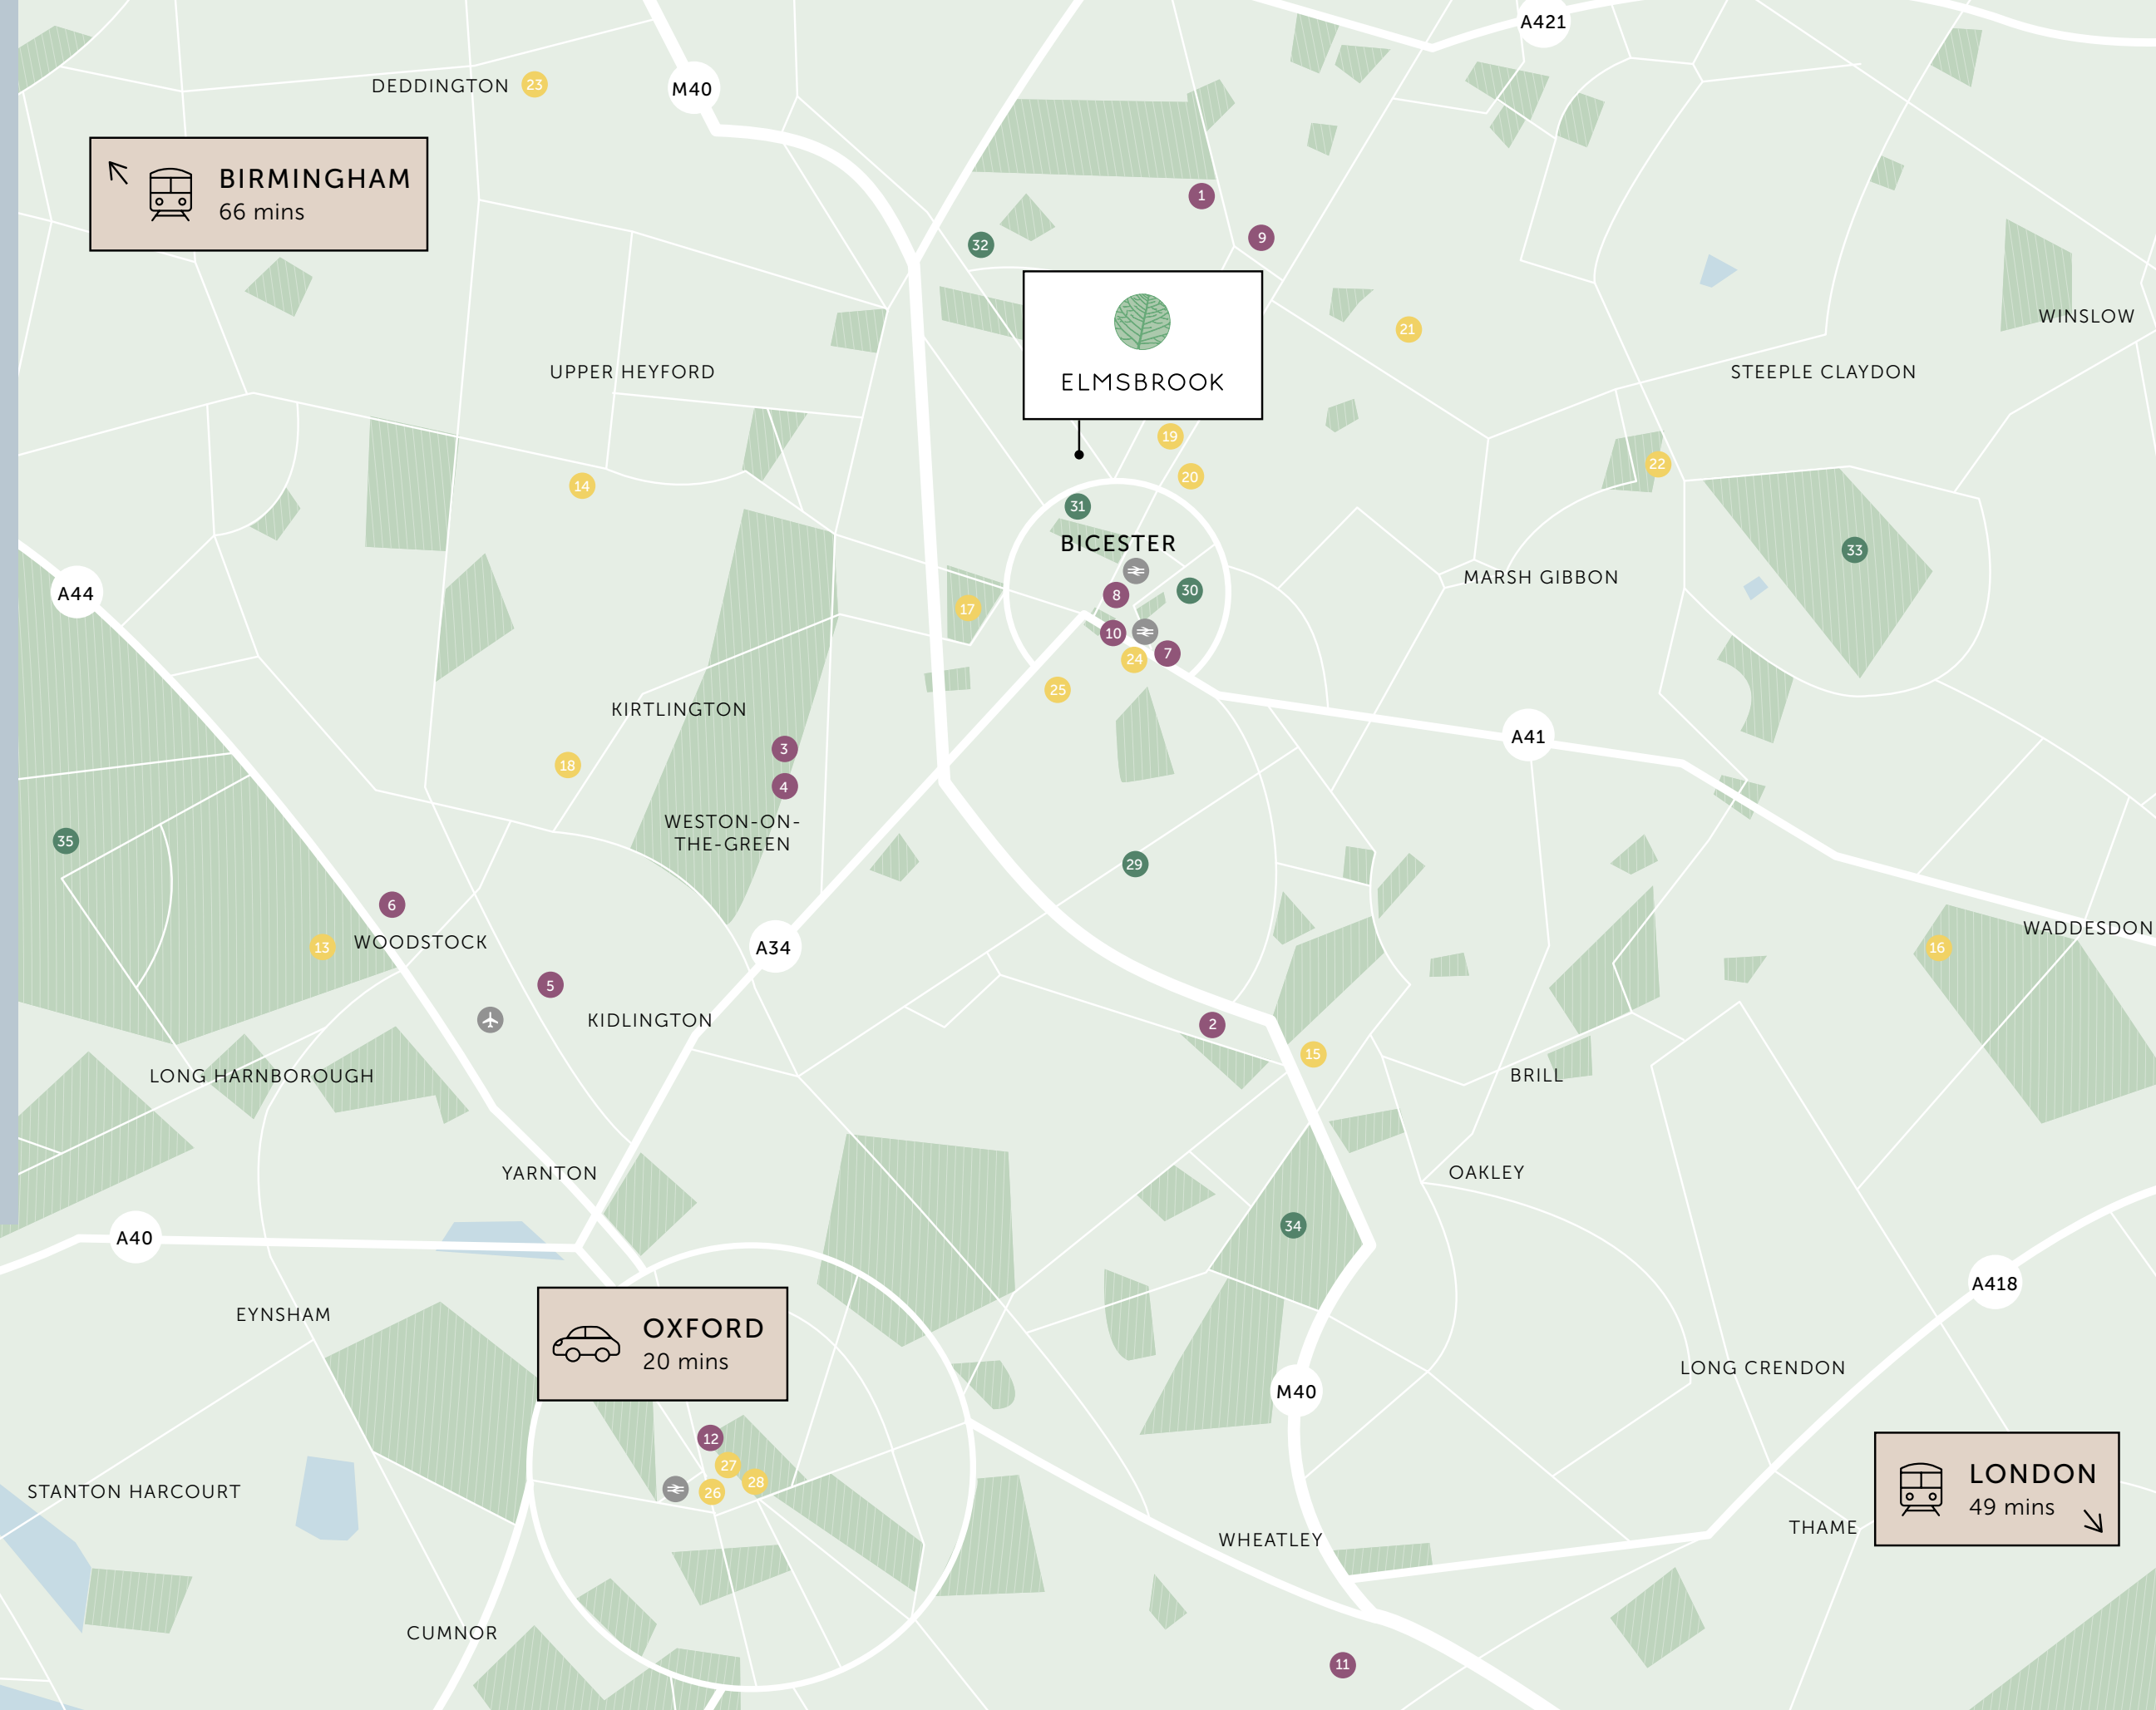 A421
DEDDINGTON 23
M40
BIRMINGHAM
66 mins
1
9
32
ELMSBROOK
21
WINSLOW
UPPER HEYFORD
STEEPLE CLAYDON
19
20
22
14
31
BICESTER
33
MARSH GIBBON
A44
8
30
17
10
7
24
25
KIRTLINGTON
A41
3
18
4
WESTON-ON-
THE-GREEN
35
29
6
13
WOODSTOCK
A34
WADDESDON
16
5
KIDLINGTON
2
15
LONG HARNBOROUGH
BRILL
YARNTON
OAKLEY
34
A40
A418
EYNSHAM
OXFORD
20 mins
LONG CRENDON
M40
12
27
28
26
STANTON HARCOURT
LONDON
49 mins
THAME
WHEATLEY
CUMNOR
11